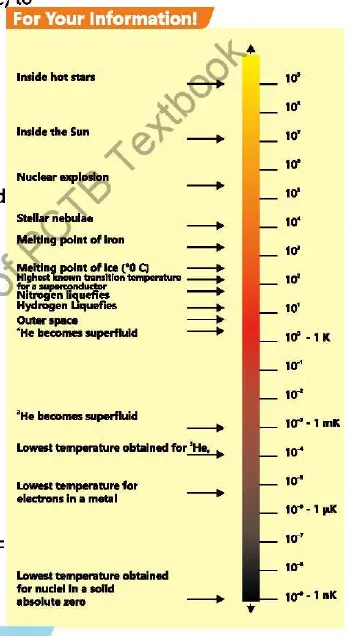 c) to
For Your Information!
Inside hot stars
Inside the Sun
Nuclear explosion
Stellar nebulae
Melting point of Iron
Melting point of Ice (°0 C)
Highest known transition temperature
for a superconductor
Nitrogen liquefies
Hydrogen Liquefies
Outer space
⁴He becomes superfluid
³He becomes superfluid
Lowest temperature obtained for ³He,
Lowest temperature for
electrons in a metal
Lowest temperature obtained
for nuclei in a solid
absolute zero
10⁹
10⁸
10⁷
10⁶
10⁵
10⁴
10³
10²
10¹
10⁰ - 1 K
10⁻¹
10⁻²
10⁻³ - 1 mK
10⁻⁴
10⁻⁵
10⁻⁶ - 1 µK
10⁻⁷
10⁻⁸
10⁻⁹ - 1 nK
of PCTB Textbook
d